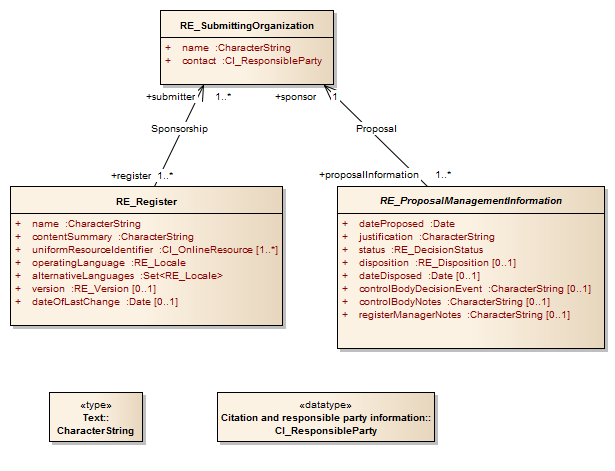 RE_SubmittingOrganization
+ name :CharacterString
+ contact :CI_ResponsibleParty
+submitter 1..*
+sponsor 1
Sponsorship
Proposal
+register 1..*
+proposalInformation 1..*
RE_Register
+ name :CharacterString
+ contentSummary :CharacterString
+ uniformResourceIdentifier :CI_OnlineResource [1..*]
+ operatingLanguage :RE_Locale
+ alternativeLanguages :Set<RE_Locale>
+ version :RE_Version [0..1]
+ dateOfLastChange :Date [0..1]
RE_ProposalManagementInformation
+ dateProposed :Date
+ justification :CharacterString
+ status :RE_DecisionStatus
+ disposition :RE_Disposition [0..1]
+ dateDisposed :Date [0..1]
+ controlBodyDecisionEvent :CharacterString [0..1]
+ controlBodyNotes :CharacterString [0..1]
+ registerManagerNotes :CharacterString [0..1]
«type»
Text::
CharacterString
«datatype»
Citation and responsible party information::
CI_ResponsibleParty